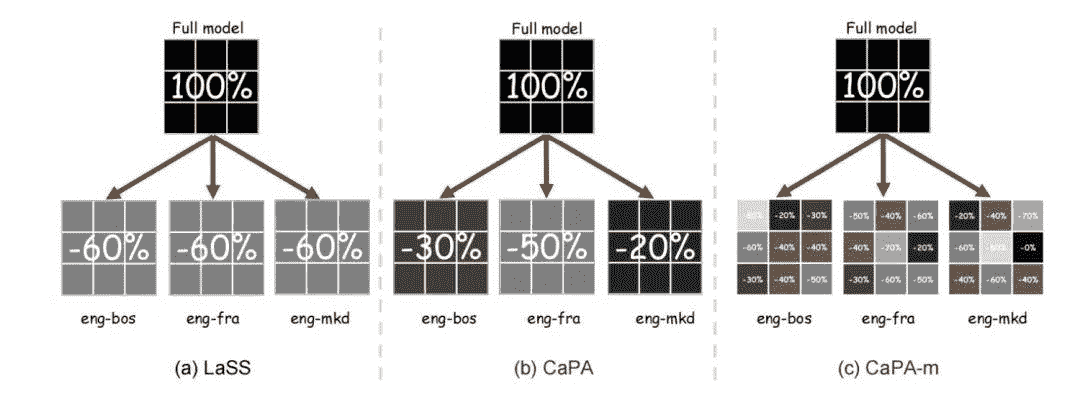 Full model
100%
-60%
-60%
-60%
eng-bos
eng-fra
eng-mkd
(a) LaSS
Full model
100%
-30%
-50%
-20%
eng-bos
eng-fra
eng-mkd
(b) CaPA
Full model
100%
-20% -30%
-60% -40% -40%
-30% -40% -50%
eng-bos
-50% -40% -60%
-40% -70% -20%
-30% -60% -50%
eng-fra
-20% -40% -70%
-60% -0%
-40% -60% -40%
eng-mkd
(c) CaPA-m